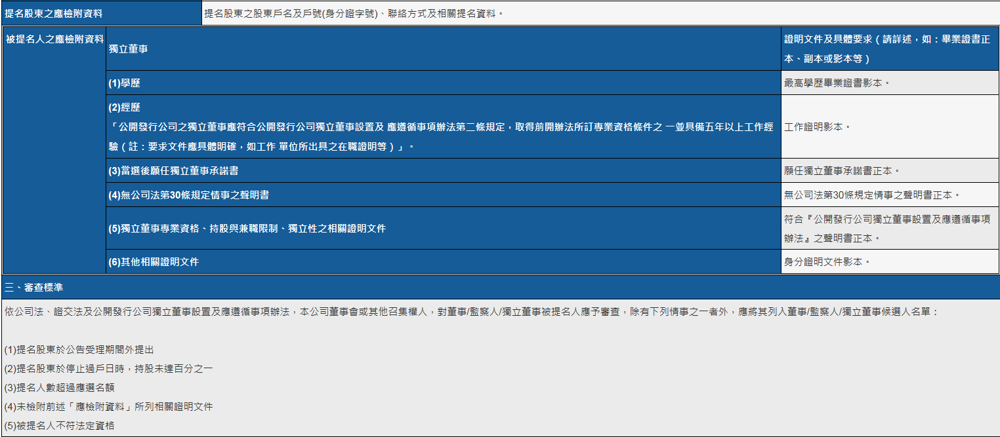 提名股東之應檢附資料
提名股東之股東戶名及戶號(身分證字號)、聯絡方式及相關提名資料。
被提名人之應檢附資料
獨立董事
證明文件及具體要求(請詳述，如：畢業證書正
本、副本或影本等)
(1)學歷
最高學歷畢業證書影本。
(2)經歷
「公開發行公司之獨立董事應符合公開發行公司獨立董事設置及 應遵循事項辦法第二條規定，取得前開辦法所訂專業資格條件之 一並具備五年以上工作經
驗(註：要求文件應具體明確，如工作 單位所出具之在職證明等)」。
工作證明影本。
(3)當選後願任獨立董事承諾書
願任獨立董事承諾書正本。
(4)無公司法第30條規定情事之聲明書
無公司法第30條規定情事之聲明書正本。
(5)獨立董事專業資格、持股與兼職限制、獨立性之相關證明文件
符合『公開發行公司獨立董事設置及應遵循事項
辦法』之聲明書正本。
(6)其他相關證明文件
身分證明文件影本。
三、審查標準
依公司法、證交法及公開發行公司獨立董事設置及應遵循事項辦法，本公司董事會或其他召集權人，對董事/監察人/獨立董事被提名人應予審查，除有下列情事之一者外，應將其列入董事/監察人/獨立董事候選人名單：
(1)提名股東於公告受理期間外提出
(2)提名股東於停止過戶日時，持股未達百分之一
(3)提名人數超過應選名額
(4)未檢附前述「應檢附資料」所列相關證明文件
(5)被提名人不符法定資格